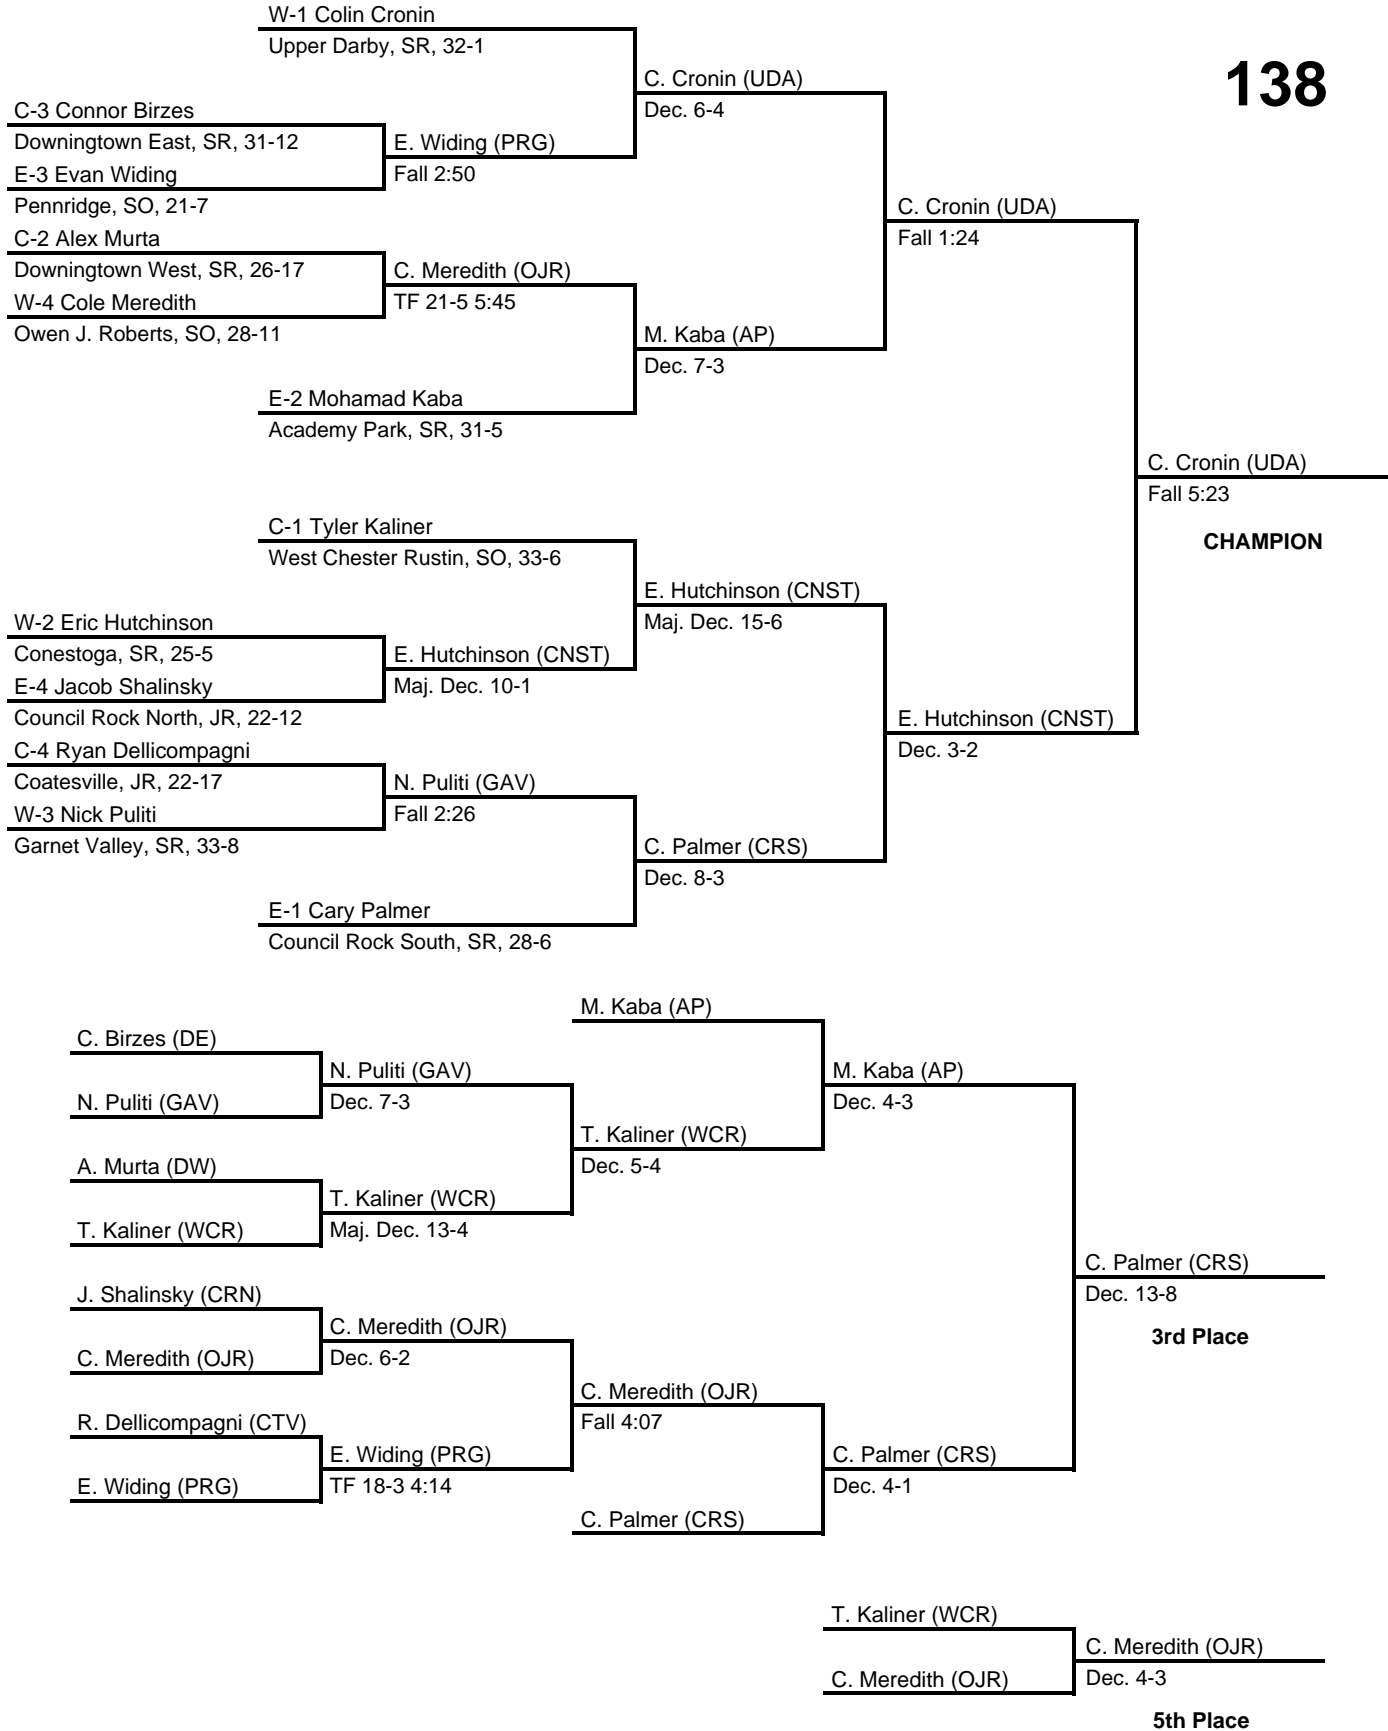 W-1 Colin Cronin
Upper Darby, SR, 32-1
138
C. Cronin (UDA)
Dec. 6-4
C-3 Connor Birzes
Downingtown East, SR, 31-12
E. Widing (PRG)
E-3 Evan Widing
Fall 2:50
Pennridge, SO, 21-7
C. Cronin (UDA)
Fall 1:24
C-2 Alex Murta
Downingtown West, SR, 26-17
C. Meredith (OJR)
W-4 Cole Meredith
TF 21-5 5:45
Owen J. Roberts, SO, 28-11
M. Kaba (AP)
Dec. 7-3
E-2 Mohamad Kaba
Academy Park, SR, 31-5
C. Cronin (UDA)
Fall 5:23
CHAMPION
C-1 Tyler Kaliner
West Chester Rustin, SO, 33-6
E. Hutchinson (CNST)
Maj. Dec. 15-6
W-2 Eric Hutchinson
Conestoga, SR, 25-5
E. Hutchinson (CNST)
E-4 Jacob Shalinsky
Maj. Dec. 10-1
Council Rock North, JR, 22-12
E. Hutchinson (CNST)
Dec. 3-2
C-4 Ryan Dellicompagni
Coatesville, JR, 22-17
N. Puliti (GAV)
W-3 Nick Puliti
Fall 2:26
Garnet Valley, SR, 33-8
C. Palmer (CRS)
Dec. 8-3
E-1 Cary Palmer
Council Rock South, SR, 28-6
M. Kaba (AP)
C. Birzes (DE)
N. Puliti (GAV)
M. Kaba (AP)
N. Puliti (GAV)
Dec. 7-3
Dec. 4-3
T. Kaliner (WCR)
Dec. 5-4
A. Murta (DW)
T. Kaliner (WCR)
T. Kaliner (WCR)
Maj. Dec. 13-4
C. Palmer (CRS)
Dec. 13-8
3rd Place
J. Shalinsky (CRN)
C. Meredith (OJR)
C. Meredith (OJR)
Dec. 6-2
C. Meredith (OJR)
Fall 4:07
R. Dellicompagni (CTV)
E. Widing (PRG)
C. Palmer (CRS)
E. Widing (PRG)
TF 18-3 4:14
Dec. 4-1
C. Palmer (CRS)
T. Kaliner (WCR)
C. Meredith (OJR)
C. Meredith (OJR)
Dec. 4-3
5th Place